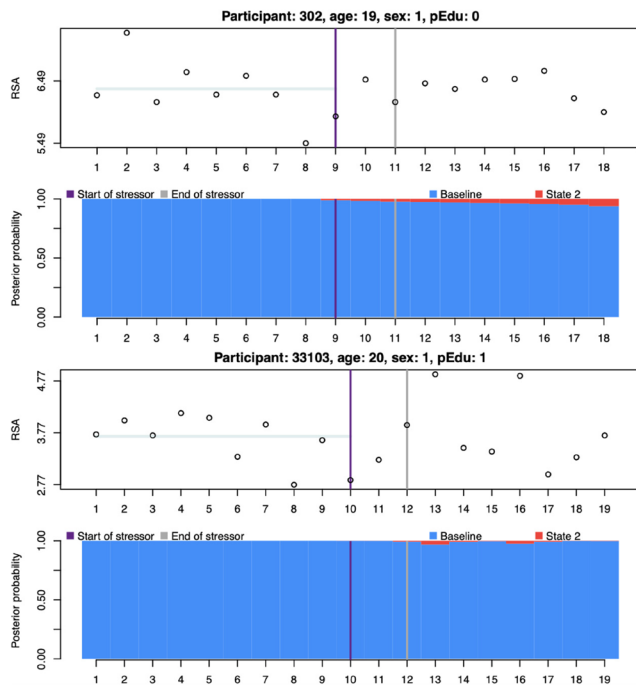 Participant: 302, age: 19, sex: 1, pEdu: 0
RSA
6.49
5.49
1 2 3 4 5 6 7 8 9 10 11 12 13 14 15 16 17 18
Start of stressor End of stressor Baseline State 2
Posterior probability
1.00
0.50
0.00
1 2 3 4 5 6 7 8 9 10 11 12 13 14 15 16 17 18
Participant: 33103, age: 20, sex: 1, pEdu: 1
RSA
4.77
3.77
2.77
1 2 3 4 5 6 7 8 9 10 11 12 13 14 15 16 17 18 19
Start of stressor End of stressor Baseline State 2
Posterior probability
1.00
0.50
0.00
1 2 3 4 5 6 7 8 9 10 11 12 13 14 15 16 17 18 19